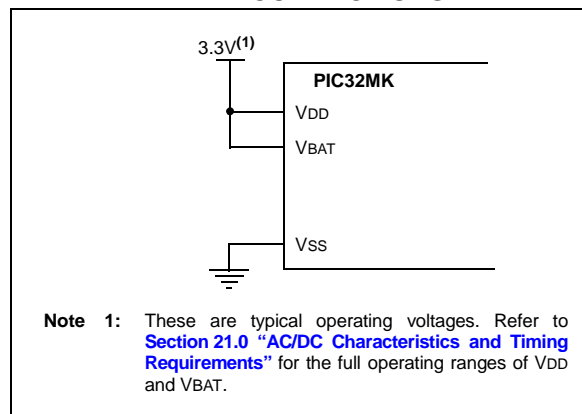 3.3V(1)
PIC32MK
VDD
VBAT
VSS
Note 1: These are typical operating voltages. Refer to
Section 21.0 “AC/DC Characteristics and Timing
Requirements” for the full operating ranges of VDD
and VBAT.